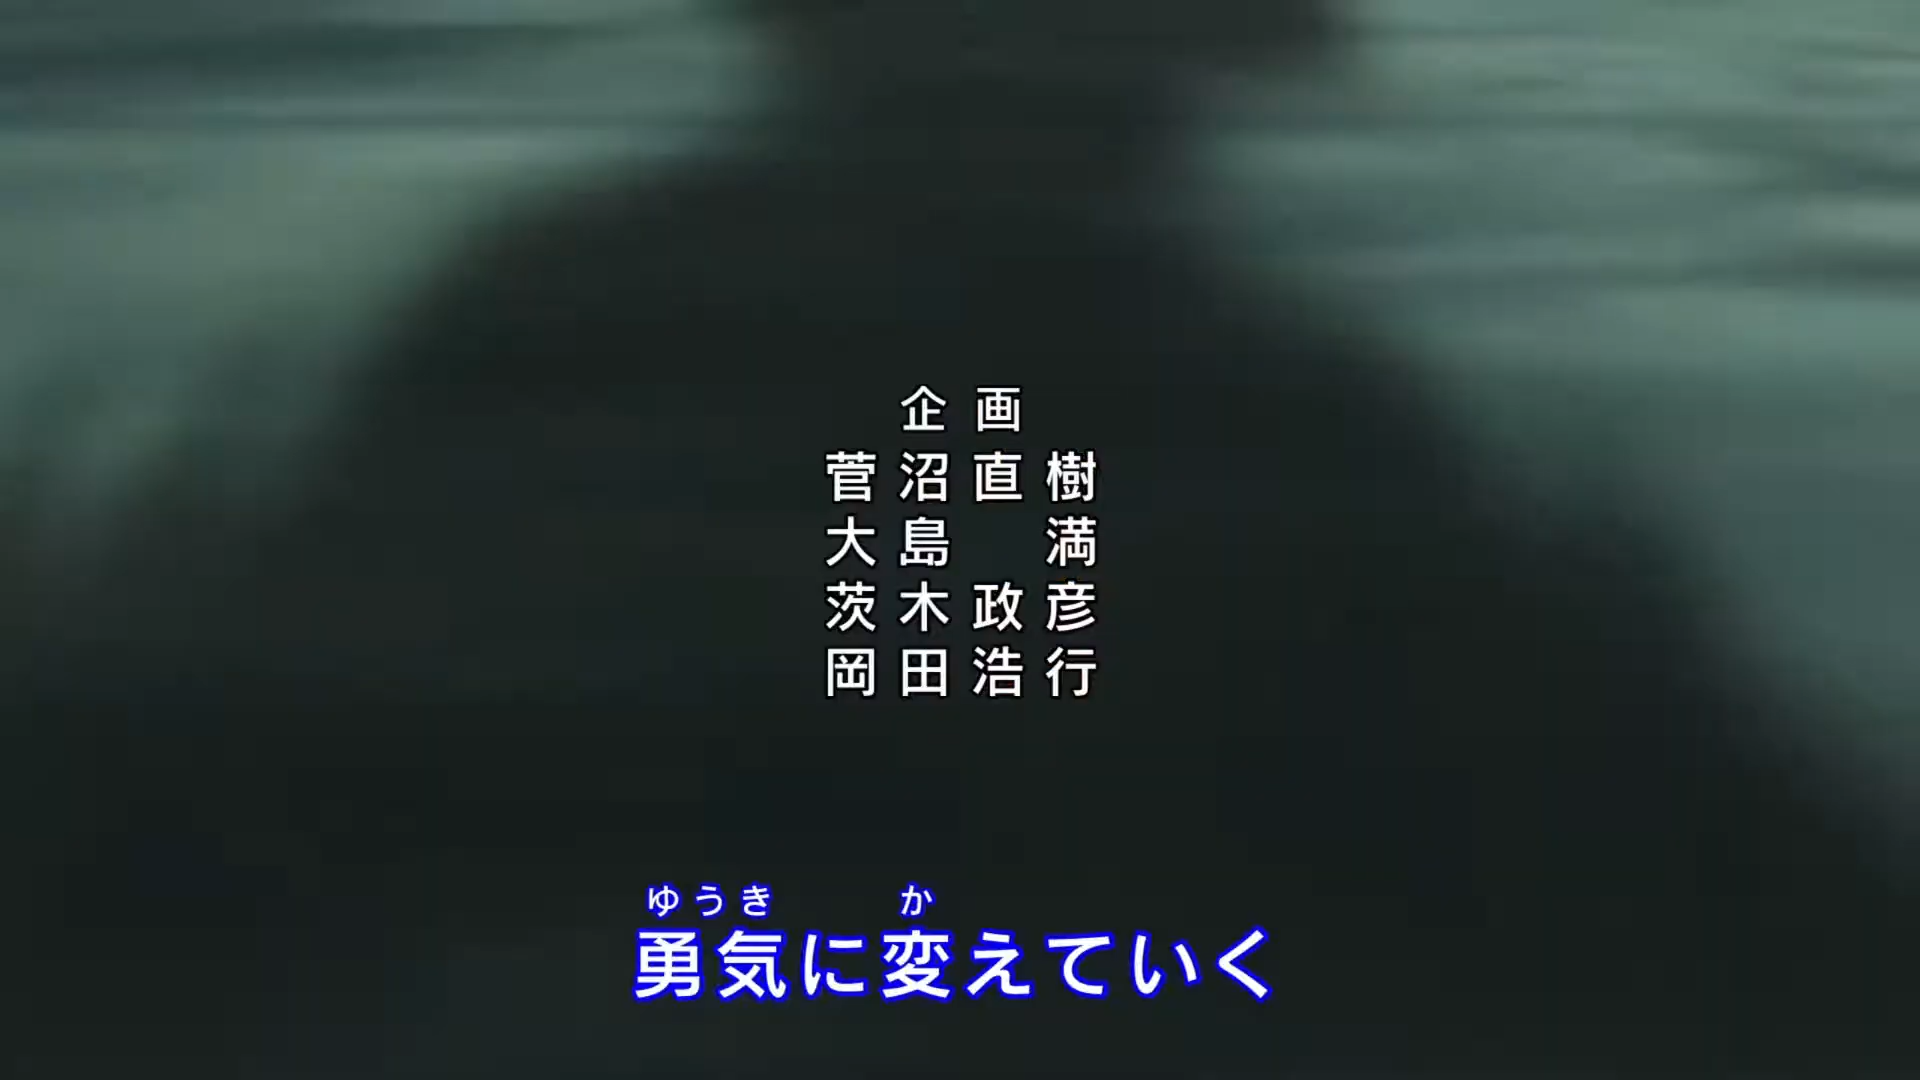 企画
菅沼直樹
大島 満
茨木政彦
岡田浩行
ゆうき か
勇気に変えていく